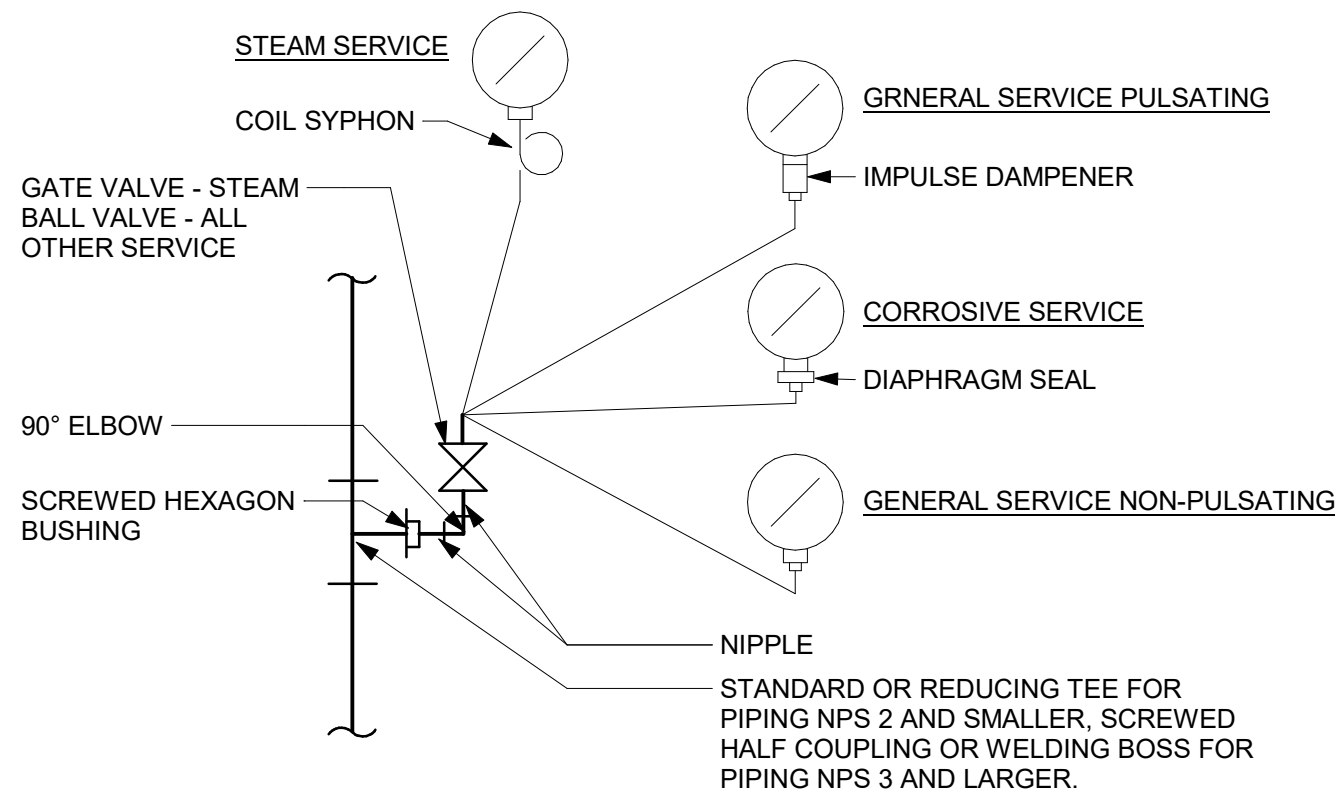 STEAM SERVICE
COIL SYPHON
GRNERAL SERVICE PULSATING
IMPULSE DAMPENER
GATE VALVE - STEAM
BALL VALVE - ALL
OTHER SERVICE
CORROSIVE SERVICE
DIAPHRAGM SEAL
90° ELBOW
SCREWED HEXAGON
BUSHING
GENERAL SERVICE NON-PULSATING
NIPPLE
STANDARD OR REDUCING TEE FOR
PIPING NPS 2 AND SMALLER, SCREWED
HALF COUPLING OR WELDING BOSS FOR
PIPING NPS 3 AND LARGER.